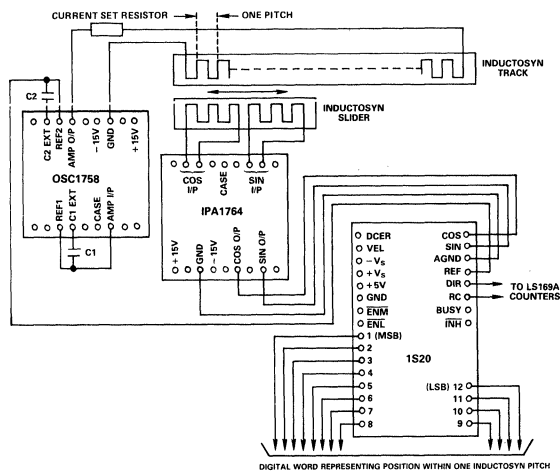 CURRENT SET RESISTOR
ONE PITCH
INDUCTOSYN
TRACK
C2
INDUCTOSYN
SLIDER
C2 EXT
REF2
AMP O/P
-15V
GND
+15V
OSC1758
REF1
C1 EXT
CASE
AMP I/P
C1
COS
I/P
CASE
SIN
I/P
IPA1764
+15V
GND
-15V
COS O/P
SIN O/P
DCER
VEL
-VS
+VS
+5V
GND
ENM
ENL
1 (MSB)
2
3
4
5
6
7
8
COS
SIN
AGND
REF
DIR
RC
BUSY
INH
1S20
(LSB) 12
11
10
9
TO LS169A
COUNTERS
DIGITAL WORD REPRESENTING POSITION WITHIN ONE INDUCTOSYN PITCH